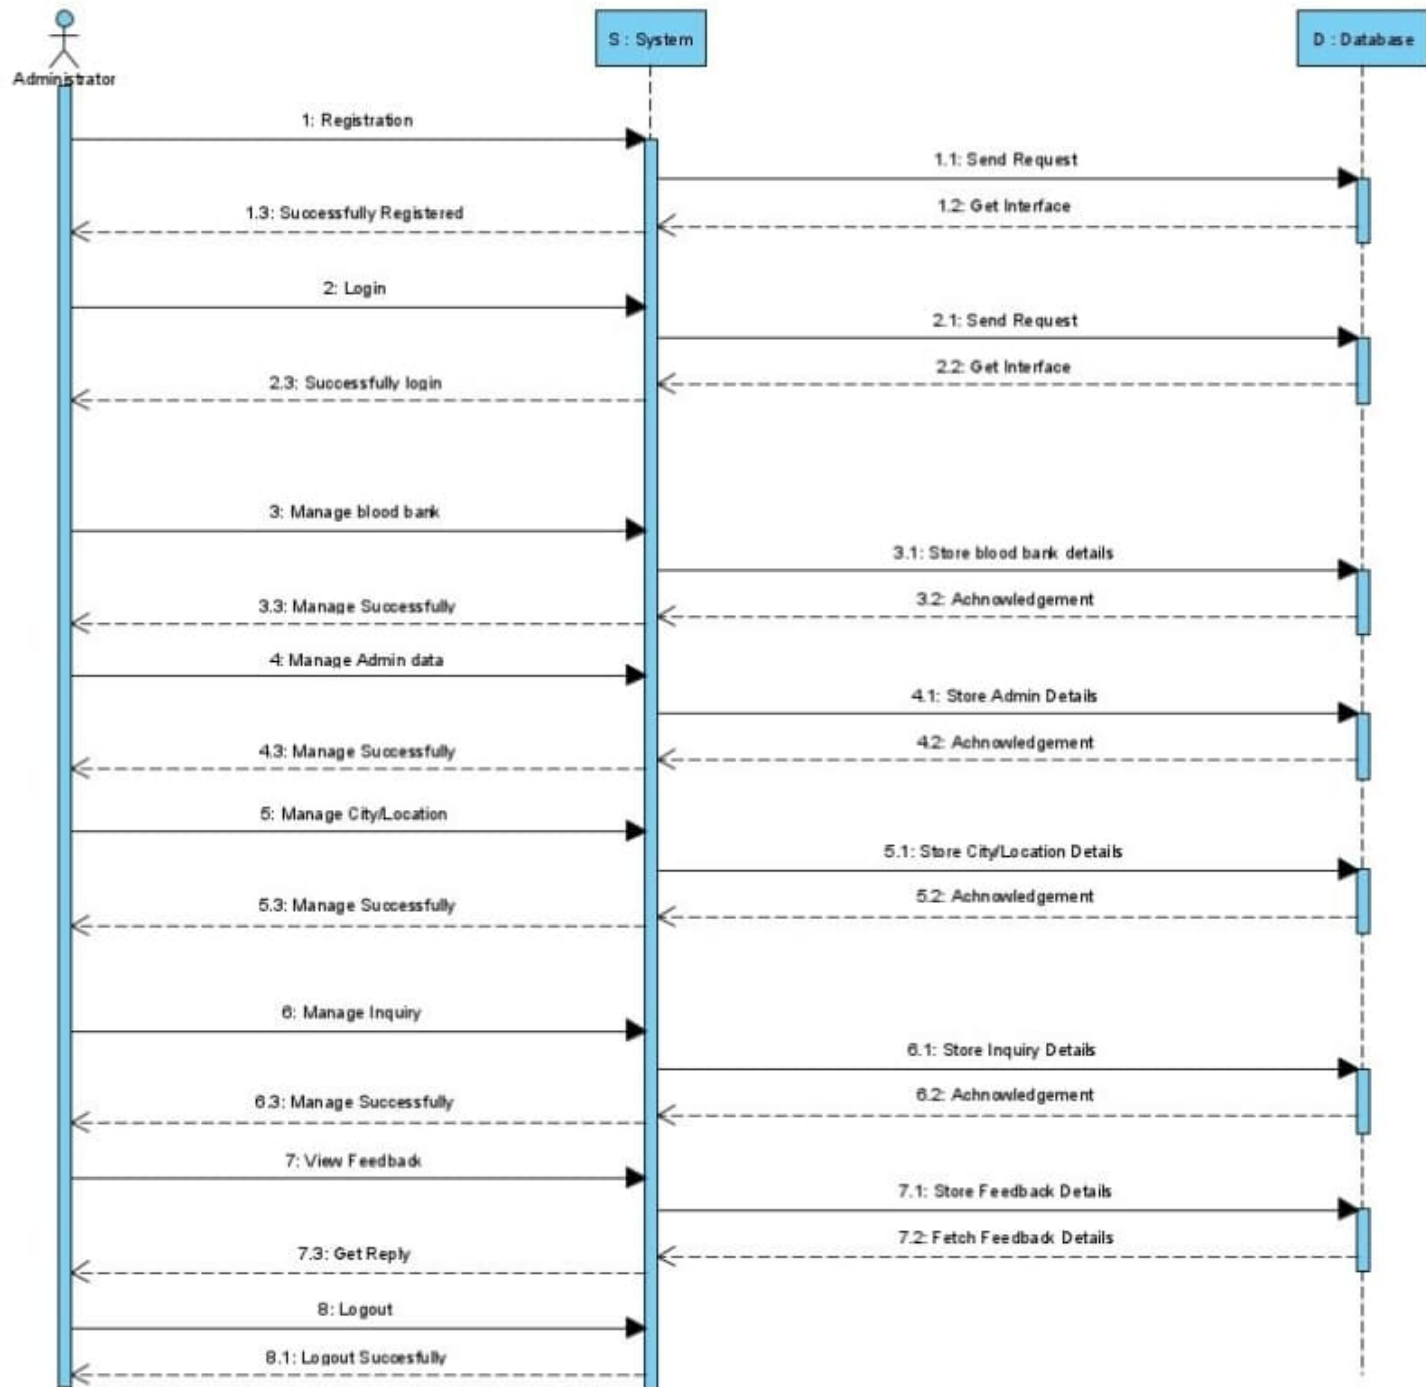 S : System
D : Database
Administrator
1: Registration
1.1: Send Request
1.2: Get Interface
1.3: Successfully Registered
2: Login
2.1: Send Request
2.2: Get Interface
2.3: Successfully login
3: Manage blood bank
3.1: Store blood bank details
3.2: Achnowledgement
3.3: Manage Successfully
4: Manage Admin data
4.1: Store Admin Details
4.2: Achnowledgement
4.3: Manage Successfully
5: Manage City/Location
5.1: Store City/Location Details
5.2: Achnowledgement
5.3: Manage Successfully
6: Manage Inquiry
6.1: Store Inquiry Details
6.2: Achnowledgement
6.3: Manage Successfully
7: View Feedback
7.1: Store Feedback Details
7.2: Fetch Feedback Details
7.3: Get Reply
8: Logout
8.1: Logout Succesfully